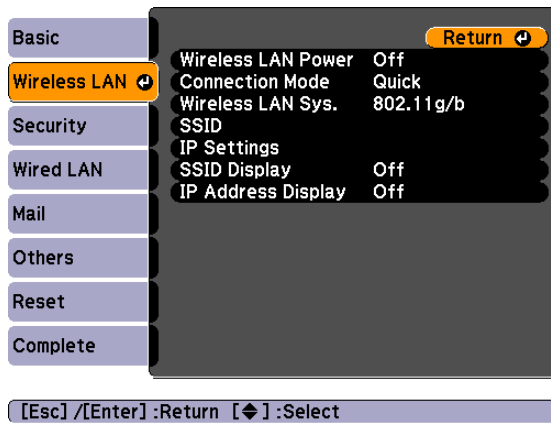 Basic
Wireless LAN
Security
Wired LAN
Mail
Others
Reset
Complete
Return
Wireless LAN Power Off
Connection Mode Quick
Wireless LAN Sys. 802.11g/b
SSID
IP Settings
SSID Display Off
IP Address Display Off
[Esc] /[Enter] :Return [◆] :Select